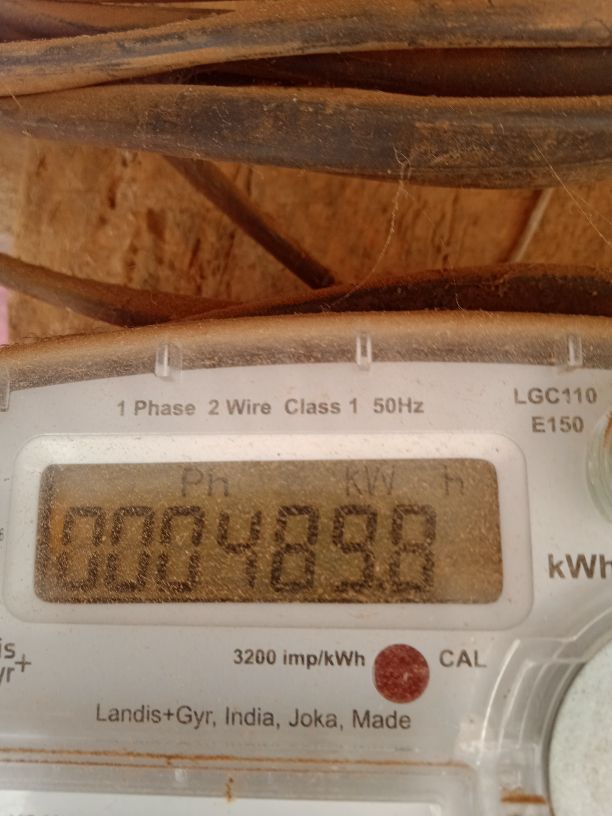 1 Phase 2 Wire Class 1 50Hz
LGC110
E150
Ph kW h
0004898
kWh
3200 imp/kWh
CAL
Landis+Gyr, India, Joka, Made